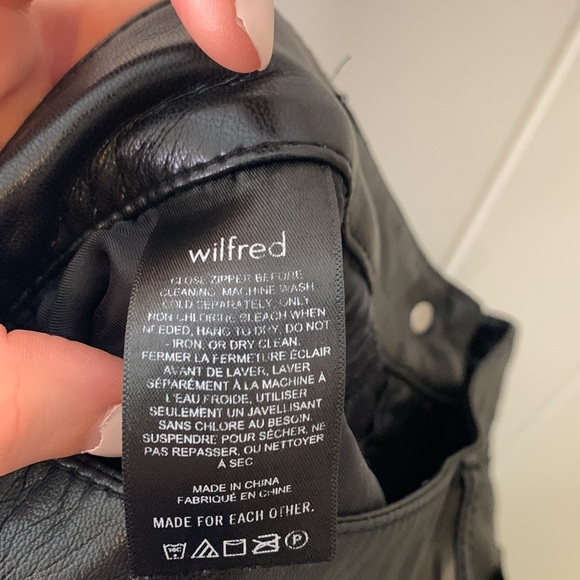 wilfred
CLOSE ZIPPER BEFORE
CLEANING. MACHINE WASH
COLD SEPARATELY, ONLY
NON CHLORINE BLEACH WHEN
NEEDED, HANG TO DRY, DO NOT
IRON, OR DRY CLEAN.
FERMER LA FERMETURE ÉCLAIR
AVANT DE LAVER, LAVER
SÉPARÉMENT À LA MACHINE À
L'EAU FROIDE, UTILISER
SEULEMENT UN JAVELLISANT
SANS CHLORE AU BESOIN,
SUSPENDRE POUR SÉCHER, NE
PAS REPASSER, OU NETTOYER
À SEC
MADE IN CHINA
FABRIQUÉ EN CHINE
MADE FOR EACH OTHER.
P